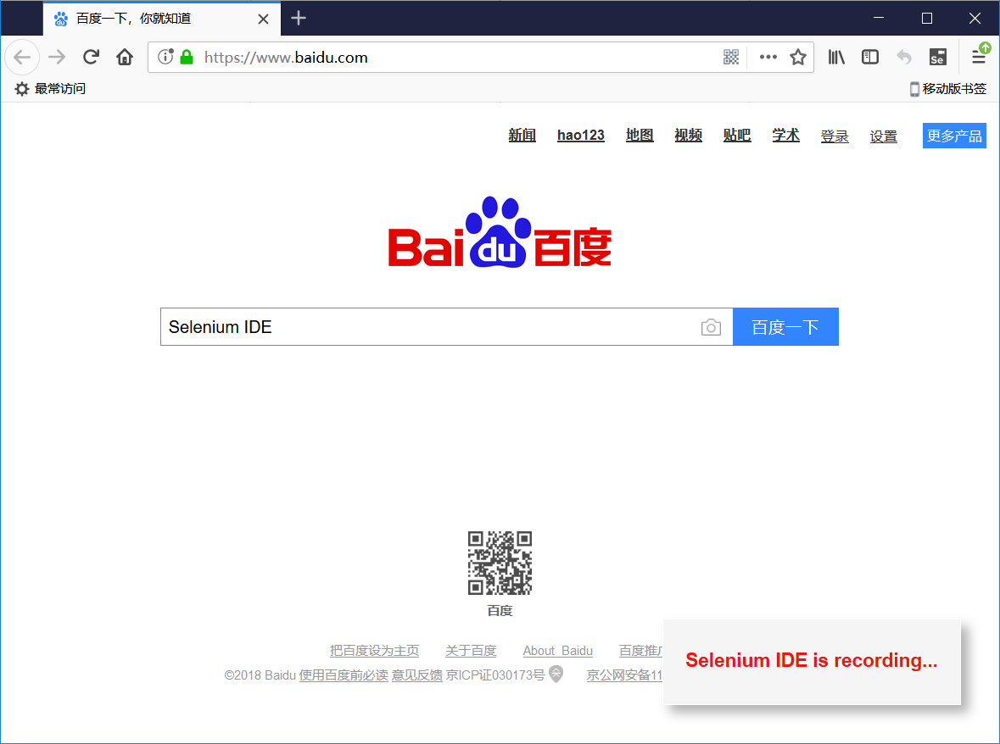 百度一下，你就知道
https://www.baidu.com
Se
最常访问
移动版书签
新闻 hao123 地图 视频 贴吧 学术 登录 设置 更多产品
Bai du 百度
Selenium IDE 百度一下
百度
把百度设为主页 关于百度 About Baidu 百度推广
Selenium IDE is recording...
©2018 Baidu 使用百度前必读 意见反馈 京ICP证030173号 京公网安备11